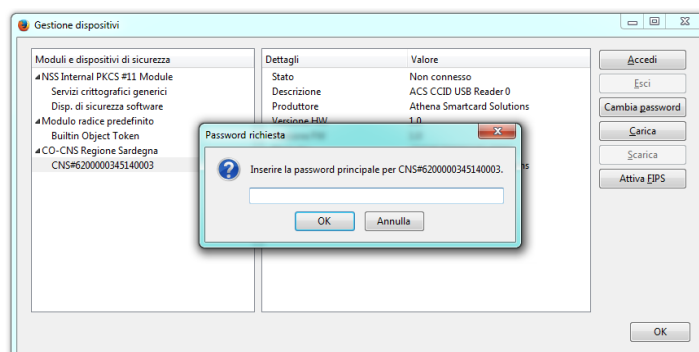 Gestione dispositivi
Moduli e dispositivi di sicurezza
Dettagli
Valore
NSS Internal PKCS #11 Module
Servizi crittografici generici
Disp. di sicurezza software
Modulo radice predefinito
Builtin Object Token
CO-CNS Regione Sardegna
CNS#6200000345140003
Stato
Non connesso
Descrizione
ACS CCID USB Reader 0
Produttore
Athena Smartcard Solutions
Versione HW
1.0
Password richiesta
Inserire la password principale per CNS#6200000345140003.
OK
Annulla
Accedi
Esci
Cambia password
Carica
Scarica
Attiva FIPS
OK